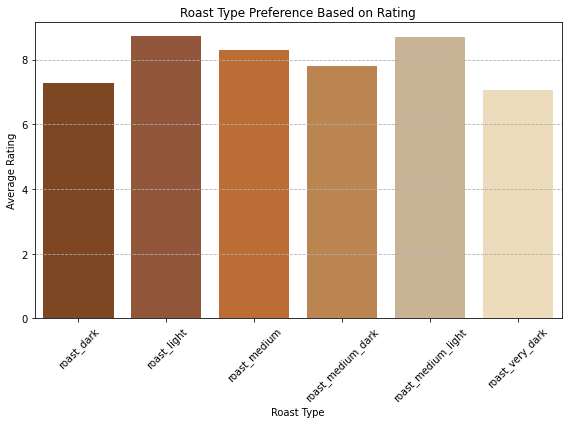 Roast Type Preference Based on Rating
Average Rating
8
6
4
2
0
roast_dark
roast_light
roast_medium
roast_medium_dark
roast_medium_light
roast_very_dark
Roast Type